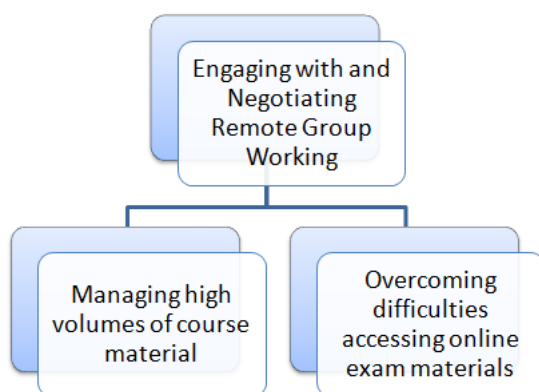 Engaging with and
Negotiating
Remote Group
Working
Managing high
volumes of course
material
Overcoming
difficulties
accessing online
exam materials